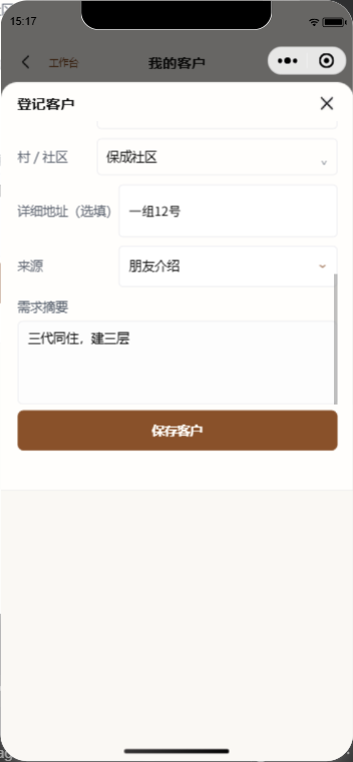 15:17
工作台
我的客户
登记客户
村 / 社区
保成社区
详细地址（选填）
一组12号
来源
朋友介绍
需求摘要
三代同住，建三层
保存客户